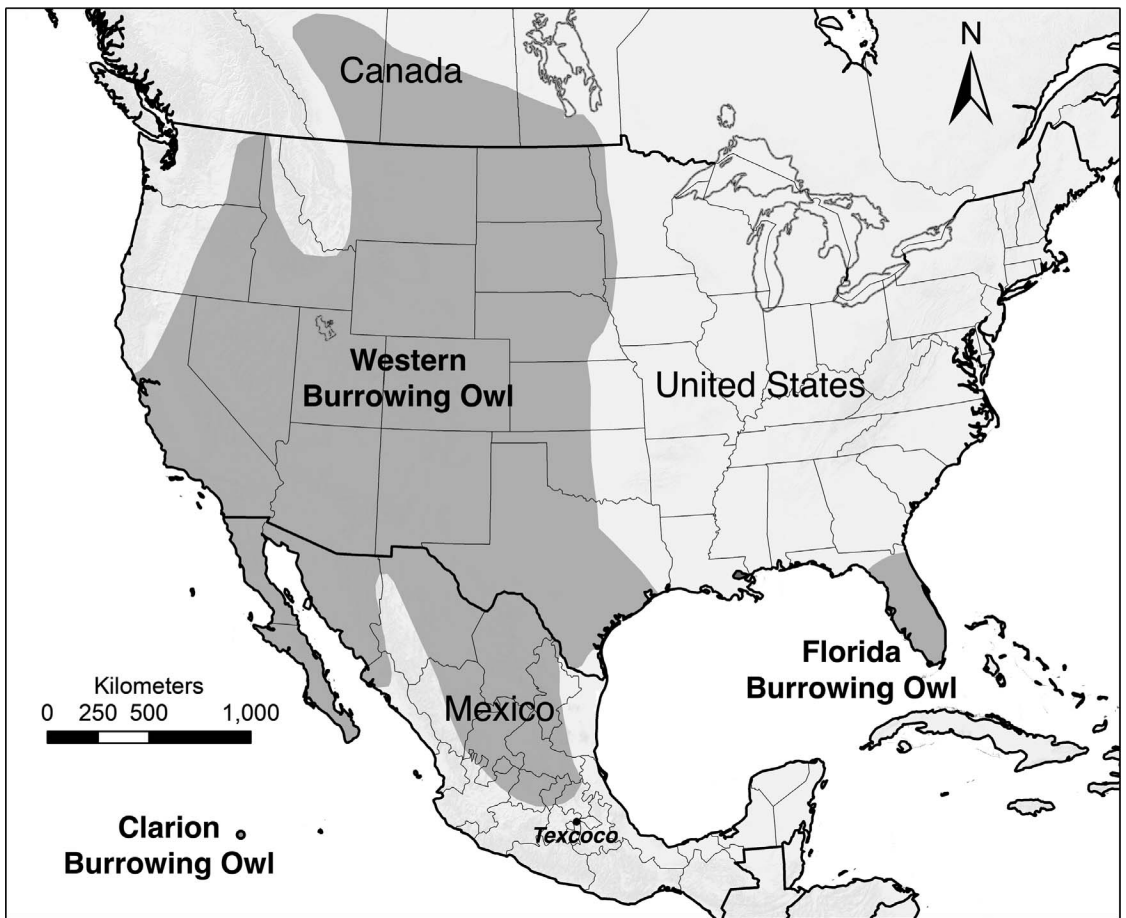 N
Canada
Western
Burrowing Owl
United States
Florida
Burrowing Owl
Kilometers
0 250 500 1,000
Mexico
Clarion
Burrowing Owl
Texcoco